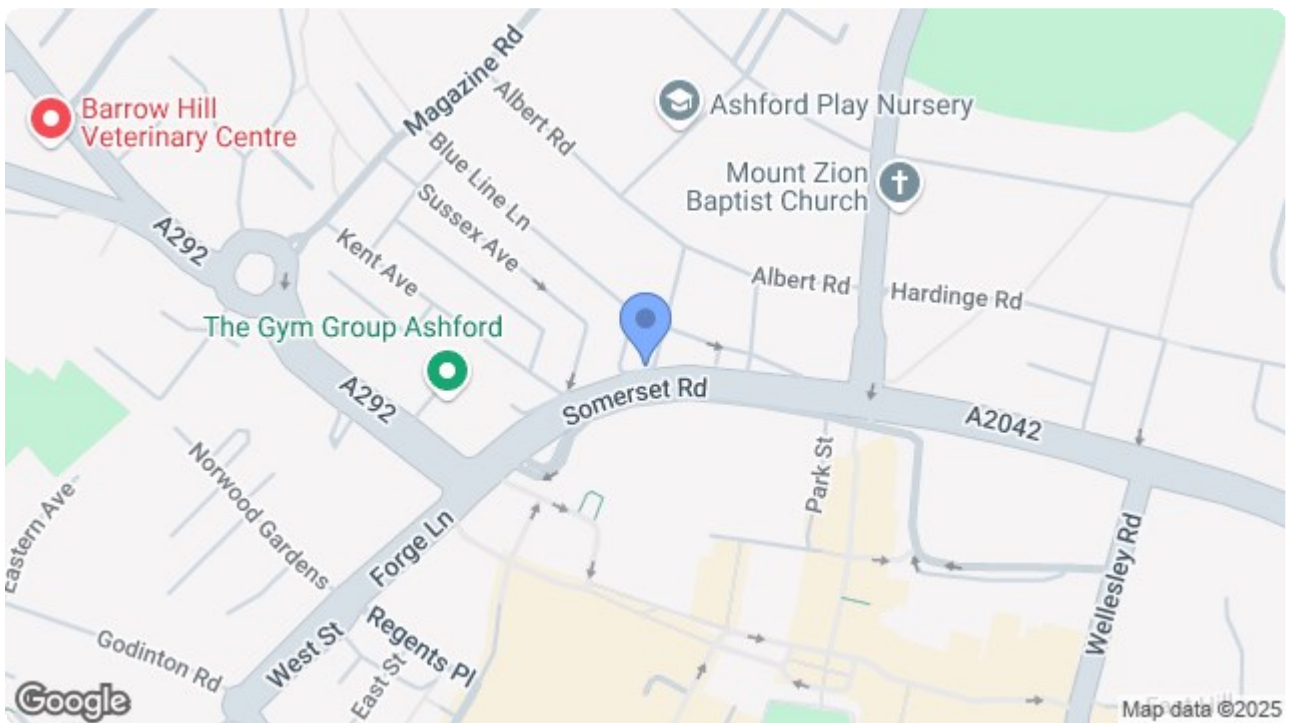 Magazine Rd
Barrow Hill
Veterinary Centre
Albert Rd
Ashford Play Nursery
Blue Line Ln
Mount Zion
Baptist Church
Sussex Ave
A292
Kent Ave
Albert Rd
Hardinge Rd
The Gym Group Ashford
A292
Somerset Rd
A2042
Park St
Norwood Gardens
Eastern Ave
Forge Ln
Wellesley Rd
Regents Pl
Godinton Rd
West St
East St
East Hill
Google
Map data ©2025